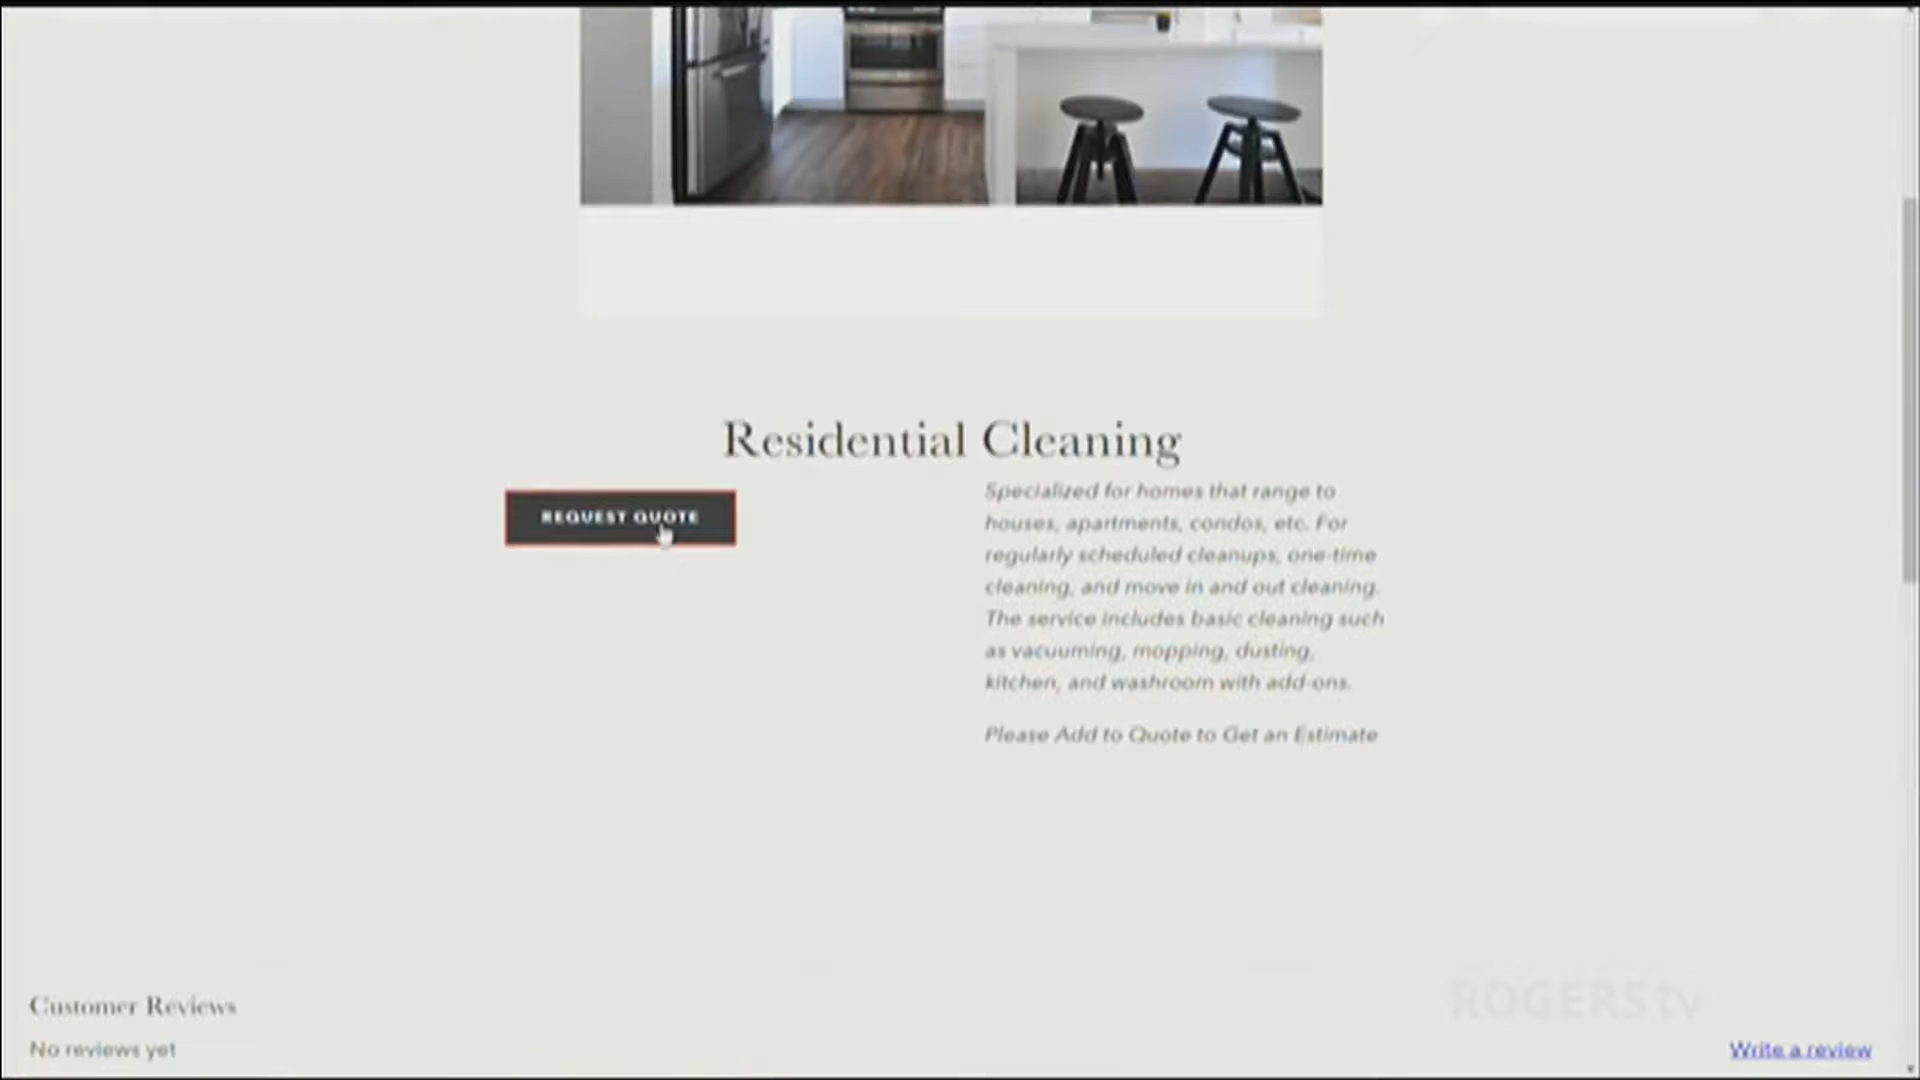 Residential Cleaning
REQUEST QUOTE
Specialized for homes that range to
houses, apartments, condos, etc. For
regularly scheduled cleanups, one-time
cleaning, and move in and out cleaning.
The service includes basic cleaning such
as vacuuming, mopping, dusting,
kitchen, and washroom with add-ons.
Please Add to Quote to Get an Estimate
Customer Reviews
No reviews yet
ROGERS tv
Write a review